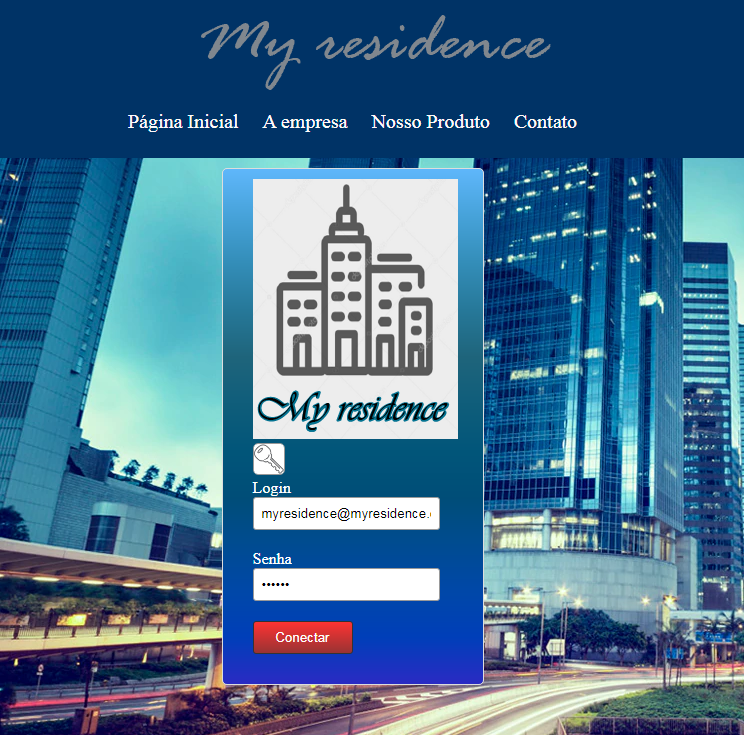 My residence
Página Inicial A empresa Nosso Produto Contato
My residence
Login
myresidence@myresidence.
Senha
••••••
Conectar